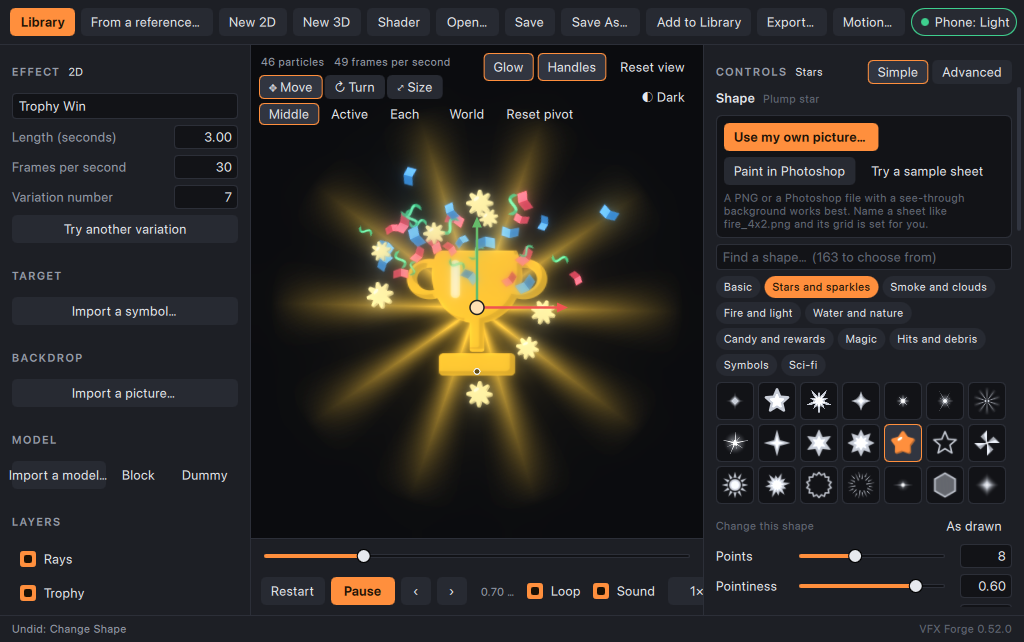 Library From a reference... New 2D New 3D Shader Open... Save Save As... Add to Library Export... Motion... Phone: Light
EFFECT 2D
Trophy Win
Length (seconds) 3.00
Frames per second 30
Variation number 7
Try another variation
TARGET
Import a symbol...
BACKDROP
Import a picture...
MODEL
Import a model... Block Dummy
LAYERS
Rays
Trophy
46 particles 49 frames per second
Glow Handles Reset view
Move Turn Size
Dark
Middle Active Each World Reset pivot
Restart Pause ‹ › 0.70 ... Loop Sound 1×
CONTROLS Stars Simple Advanced
Shape Plump star
Use my own picture...
Paint in Photoshop Try a sample sheet
A PNG or a Photoshop file with a see-through
background works best. Name a sheet like
fire_4x2.png and its grid is set for you.
Find a shape... (163 to choose from)
Basic Stars and sparkles Smoke and clouds
Fire and light Water and nature
Candy and rewards Magic Hits and debris
Symbols Sci-fi
Change this shape As drawn
Points 8
Pointiness 0.60
Undid: Change Shape VFX Forge 0.52.0